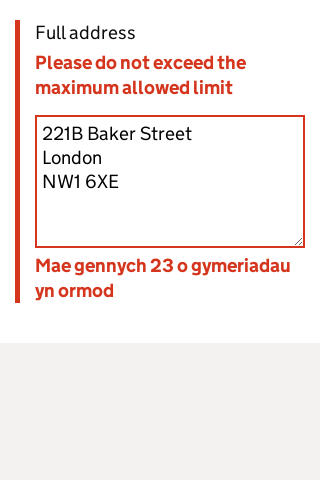 Full address
Please do not exceed the
maximum allowed limit
221B Baker Street
London
NW1 6XE
Mae gennych 23 o gymeriadau
yn ormod